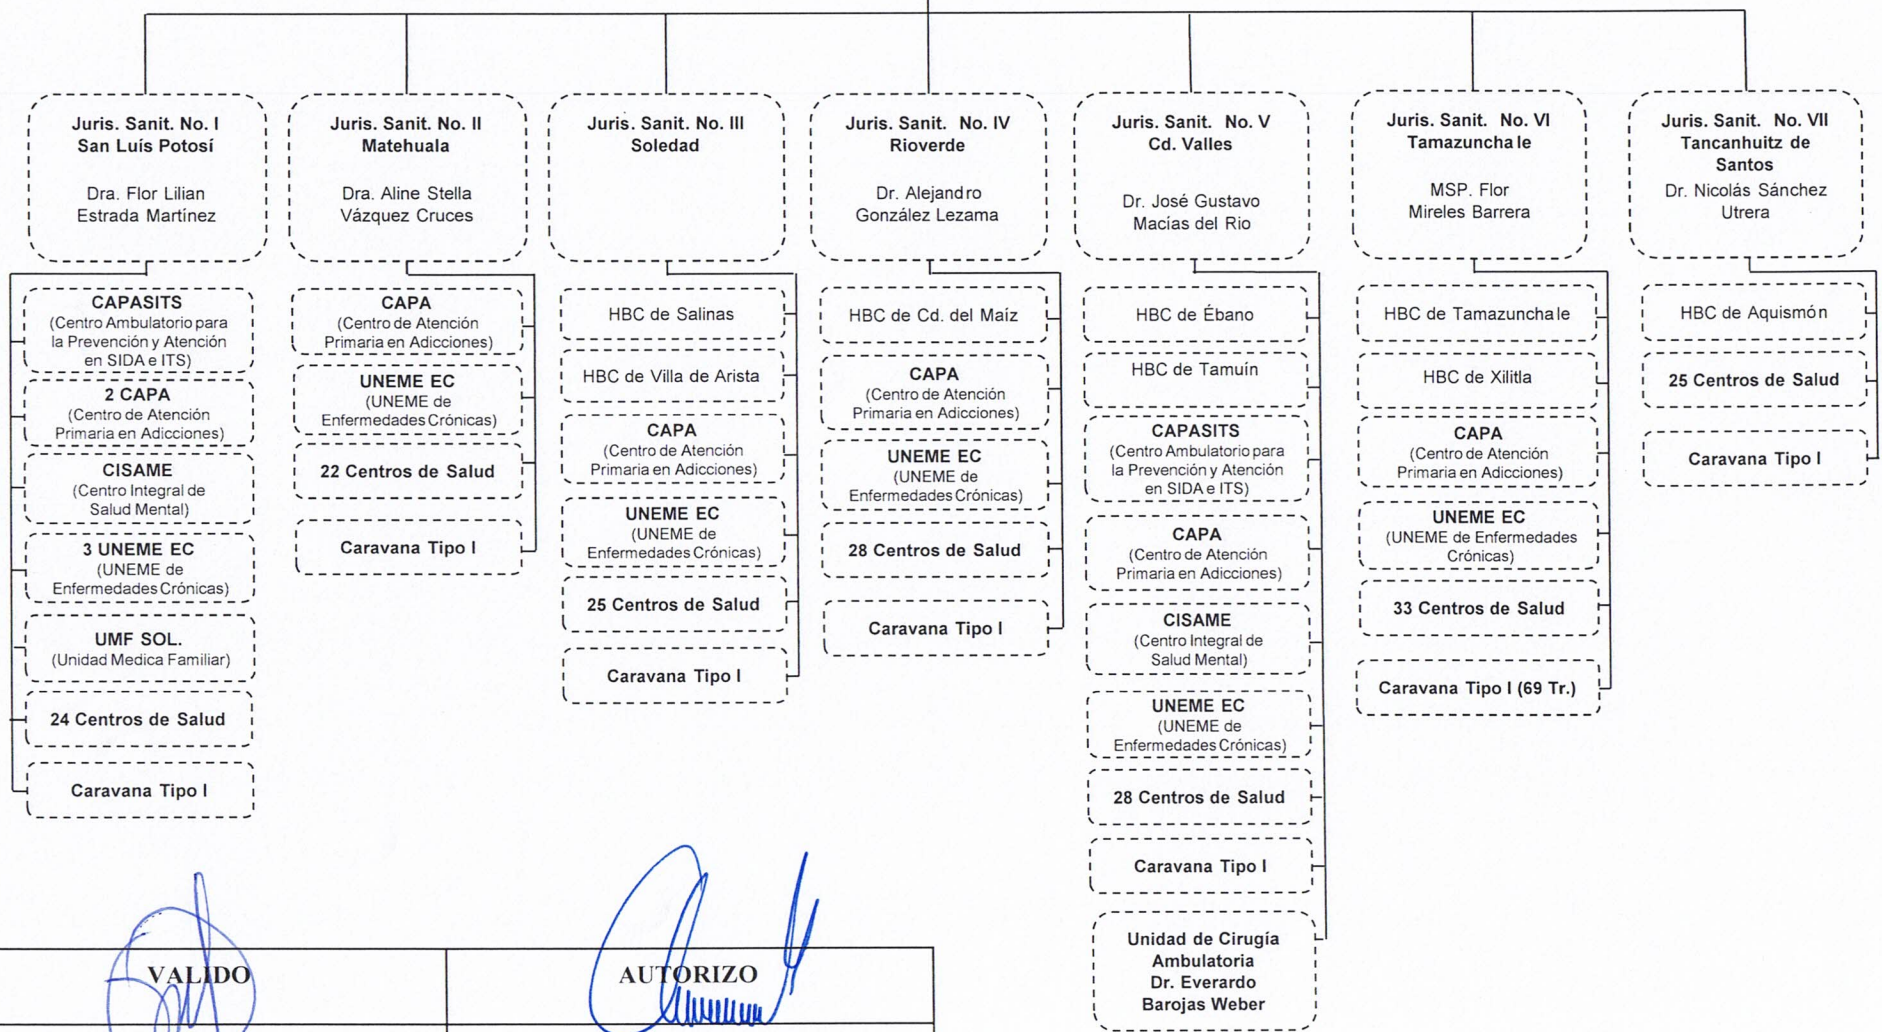 Juris. Sanit. No. I
San Luís Potosí
Dra. Flor Lilian
Estrada Martínez
CAPASITS
(Centro Ambulatorio para
la Prevención y Atención
en SIDA e ITS)
2 CAPA
(Centro de Atención
Primaria en Adicciones)
CISAME
(Centro Integral de
Salud Mental)
3 UNEME EC
(UNEME de
Enfermedades Crónicas)
UMF SOL.
(Unidad Medica Familiar)
24 Centros de Salud
Caravana Tipo I
Juris. Sanit. No. II
Matehuala
Dra. Aline Stella
Vázquez Cruces
CAPA
(Centro de Atención
Primaria en Adicciones)
UNEME EC
(UNEME de
Enfermedades Crónicas)
22 Centros de Salud
Caravana Tipo I
Juris. Sanit. No. III
Soledad
HBC de Salinas
HBC de Villa de Arista
CAPA
(Centro de Atención
Primaria en Adicciones)
UNEME EC
(UNEME de
Enfermedades Crónicas)
25 Centros de Salud
Caravana Tipo I
Juris. Sanit. No. IV
Rioverde
Dr. Alejandro
González Lezama
HBC de Cd. del Maíz
CAPA
(Centro de Atención
Primaria en Adicciones)
UNEME EC
(UNEME de
Enfermedades Crónicas)
28 Centros de Salud
Caravana Tipo I
Juris. Sanit. No. V
Cd. Valles
Dr. José Gustavo
Macías del Rio
HBC de Ébano
HBC de Tamuín
CAPASITS
(Centro Ambulatorio para
la Prevención y Atención
en SIDA e ITS)
CAPA
(Centro de Atención
Primaria en Adicciones)
CISAME
(Centro Integral de
Salud Mental)
UNEME EC
(UNEME de
Enfermedades Crónicas)
28 Centros de Salud
Caravana Tipo I
Unidad de Cirugía
Ambulatoria
Dr. Everardo
Barojas Weber
Juris. Sanit. No. VI
Tamazunchale
MSP. Flor
Mireles Barrera
HBC de Tamazunchale
HBC de Xilitla
CAPA
(Centro de Atención
Primaria en Adicciones)
UNEME EC
(UNEME de Enfermedades
Crónicas)
33 Centros de Salud
Caravana Tipo I (69 Tr.)
Juris. Sanit. No. VII
Tancanhuitz de
Santos
Dr. Nicolás Sánchez
Utrera
HBC de Aquismón
25 Centros de Salud
Caravana Tipo I
VALIDO
AUTORIZO